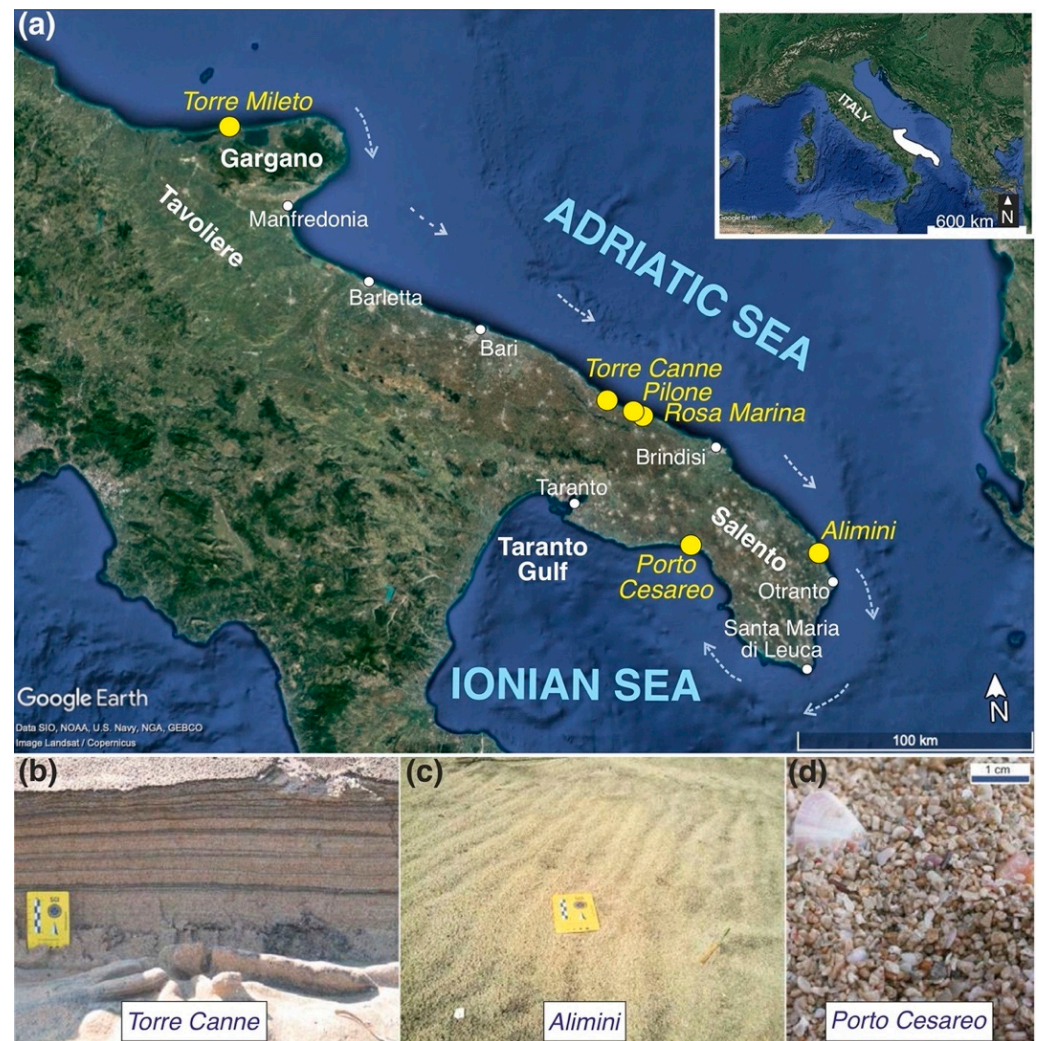 (a)
Torre Mileto
Gargano
Tavoliere
Manfredonia
Barletta
Bari
ADRIATIC SEA
ITALY
Google Earth
600 km
N
Torre Canne
Pilone
Rosa Marina
Brindisi
Taranto
Salento
Alimini
Taranto
Gulf
Porto
Cesareo
Otranto
Santa Maria
di Leuca
IONIAN SEA
N
Google Earth
Data SIO, NOAA, U.S. Navy, NGA, GEBCO
Image Landsat / Copernicus
100 km
(b)
Torre Canne
(c)
Alimini
(d)
1 cm
Porto Cesareo